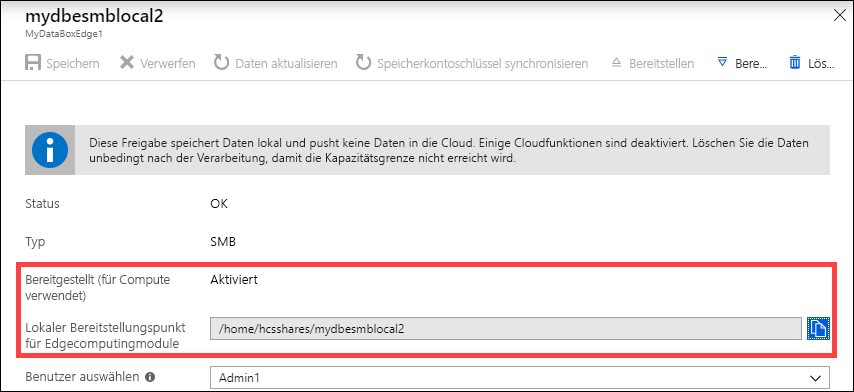 mydbesmblocal2
MyDataBoxEdge1
Speichern Verwerfen Daten aktualisieren Speicherkontoschlüssel synchronisieren Bereitstellen Bere... Lös...
Diese Freigabe speichert Daten lokal und pusht keine Daten in die Cloud. Einige Cloudfunktionen sind deaktiviert. Löschen Sie die Daten
unbedingt nach der Verarbeitung, damit die Kapazitätsgrenze nicht erreicht wird.
Status OK
Typ SMB
Bereitgestellt (für Compute Aktiviert
verwendet)
Lokaler Bereitstellungspunkt /home/hcsshares/mydbesmblocal2
für Edgecomputingmodule
Benutzer auswählen Admin1